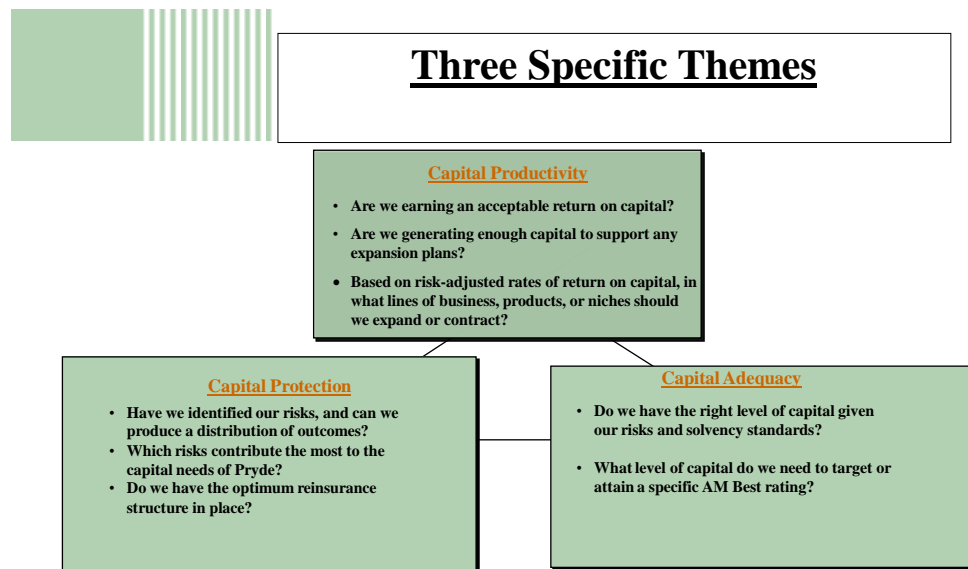 Three Specific Themes
Capital Productivity
• Are we earning an acceptable return on capital?
• Are we generating enough capital to support any
expansion plans?
• Based on risk-adjusted rates of return on capital, in
what lines of business, products, or niches should
we expand or contract?
Capital Protection
• Have we identified our risks, and can we
produce a distribution of outcomes?
• Which risks contribute the most to the
capital needs of Pryde?
• Do we have the optimum reinsurance
structure in place?
Capital Adequacy
• Do we have the right level of capital given
our risks and solvency standards?
• What level of capital do we need to target or
attain a specific AM Best rating?